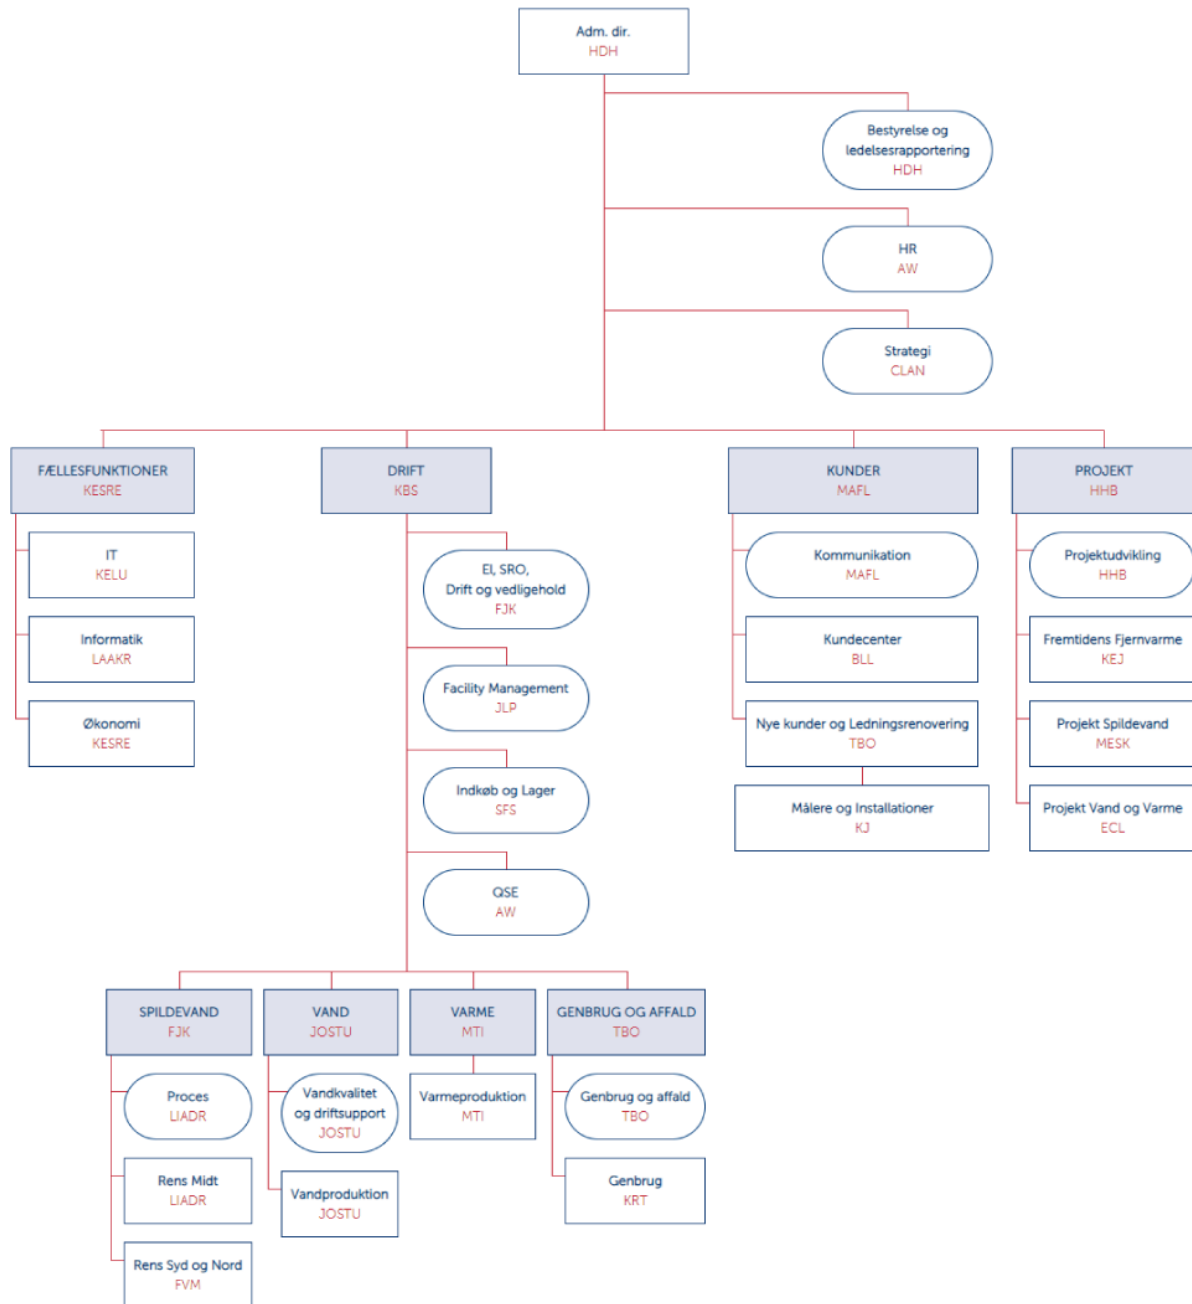 Adm. dir.
HDH
Bestyrelse og
ledelsesrapportering
HDH
HR
AW
Strategi
CLAN
FÆLLESFUNKTIONER
KESRE
DRIFT
KBS
KUNDER
MAFL
PROJEKT
HHB
IT
KELU
Informatik
LAAKR
Økonomi
KESRE
El, SRO,
Drift og vedligehold
FJK
Facility Management
JLP
Indkøb og Lager
SFS
QSE
AW
Kommunikation
MAFL
Kundecenter
BLL
Nye kunder og Ledningsrenovering
TBO
Målere og Installationer
KJ
Projektudvikling
HHB
Fremtidens Fjernvarme
KEJ
Projekt Spildevand
MESK
Projekt Vand og Varme
ECL
SPILDEVAND
FJK
VAND
JOSTU
VARME
MTI
GENBRUG OG AFFALD
TBO
Proces
LIADR
Rens Midt
LIADR
Rens Syd og Nord
FVM
Vandkvalitet
og driftsupport
JOSTU
Vandproduktion
JOSTU
Varmeproduktion
MTI
Genbrug og affald
TBO
Genbrug
KRT